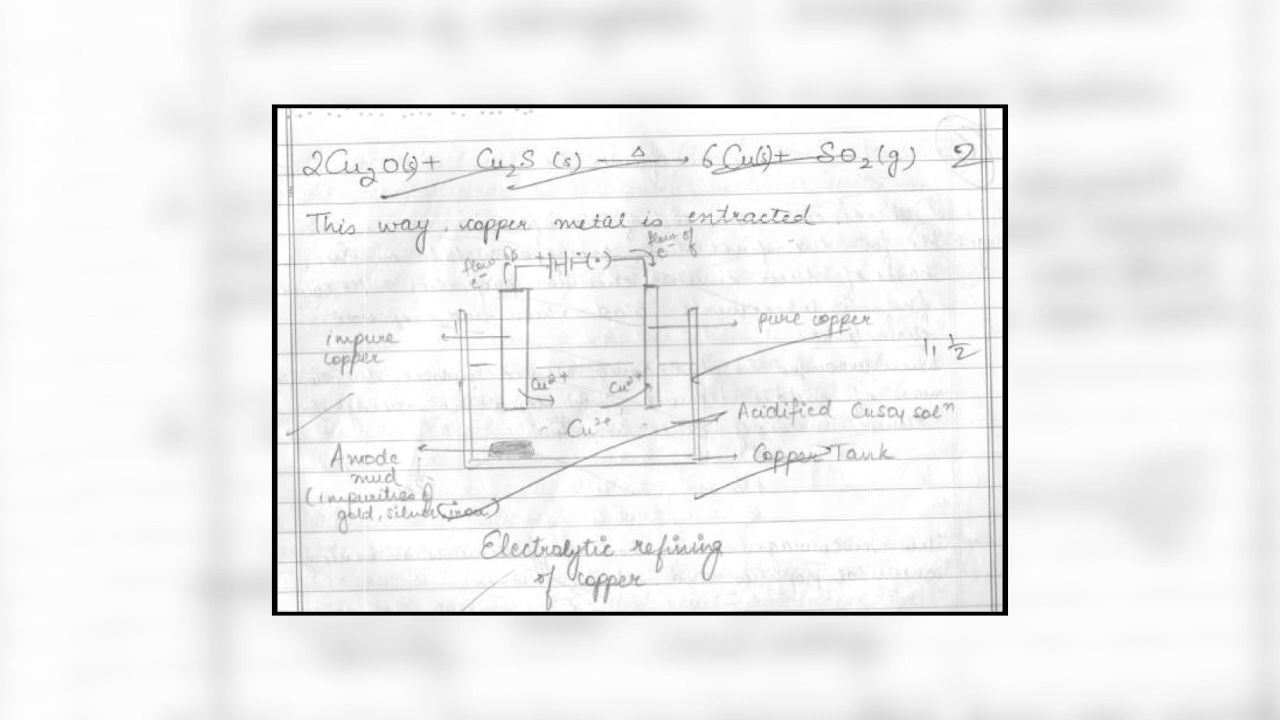 2Cu₂O(s) + Cu₂S (s) —Δ→ 6Cu(s) + SO₂(g) 2
This way, copper metal is entracted
flow of e⁻
+ (-)
flow of e⁻
impure copper
pure copper
1, ½
Cu²⁺
Cu²⁺
Cu²⁺
Acidified CuSO₄ solⁿ
Anode mud
Copper Tank
(impurities of
gold, silver (iron)
Electrolytic refining
of copper